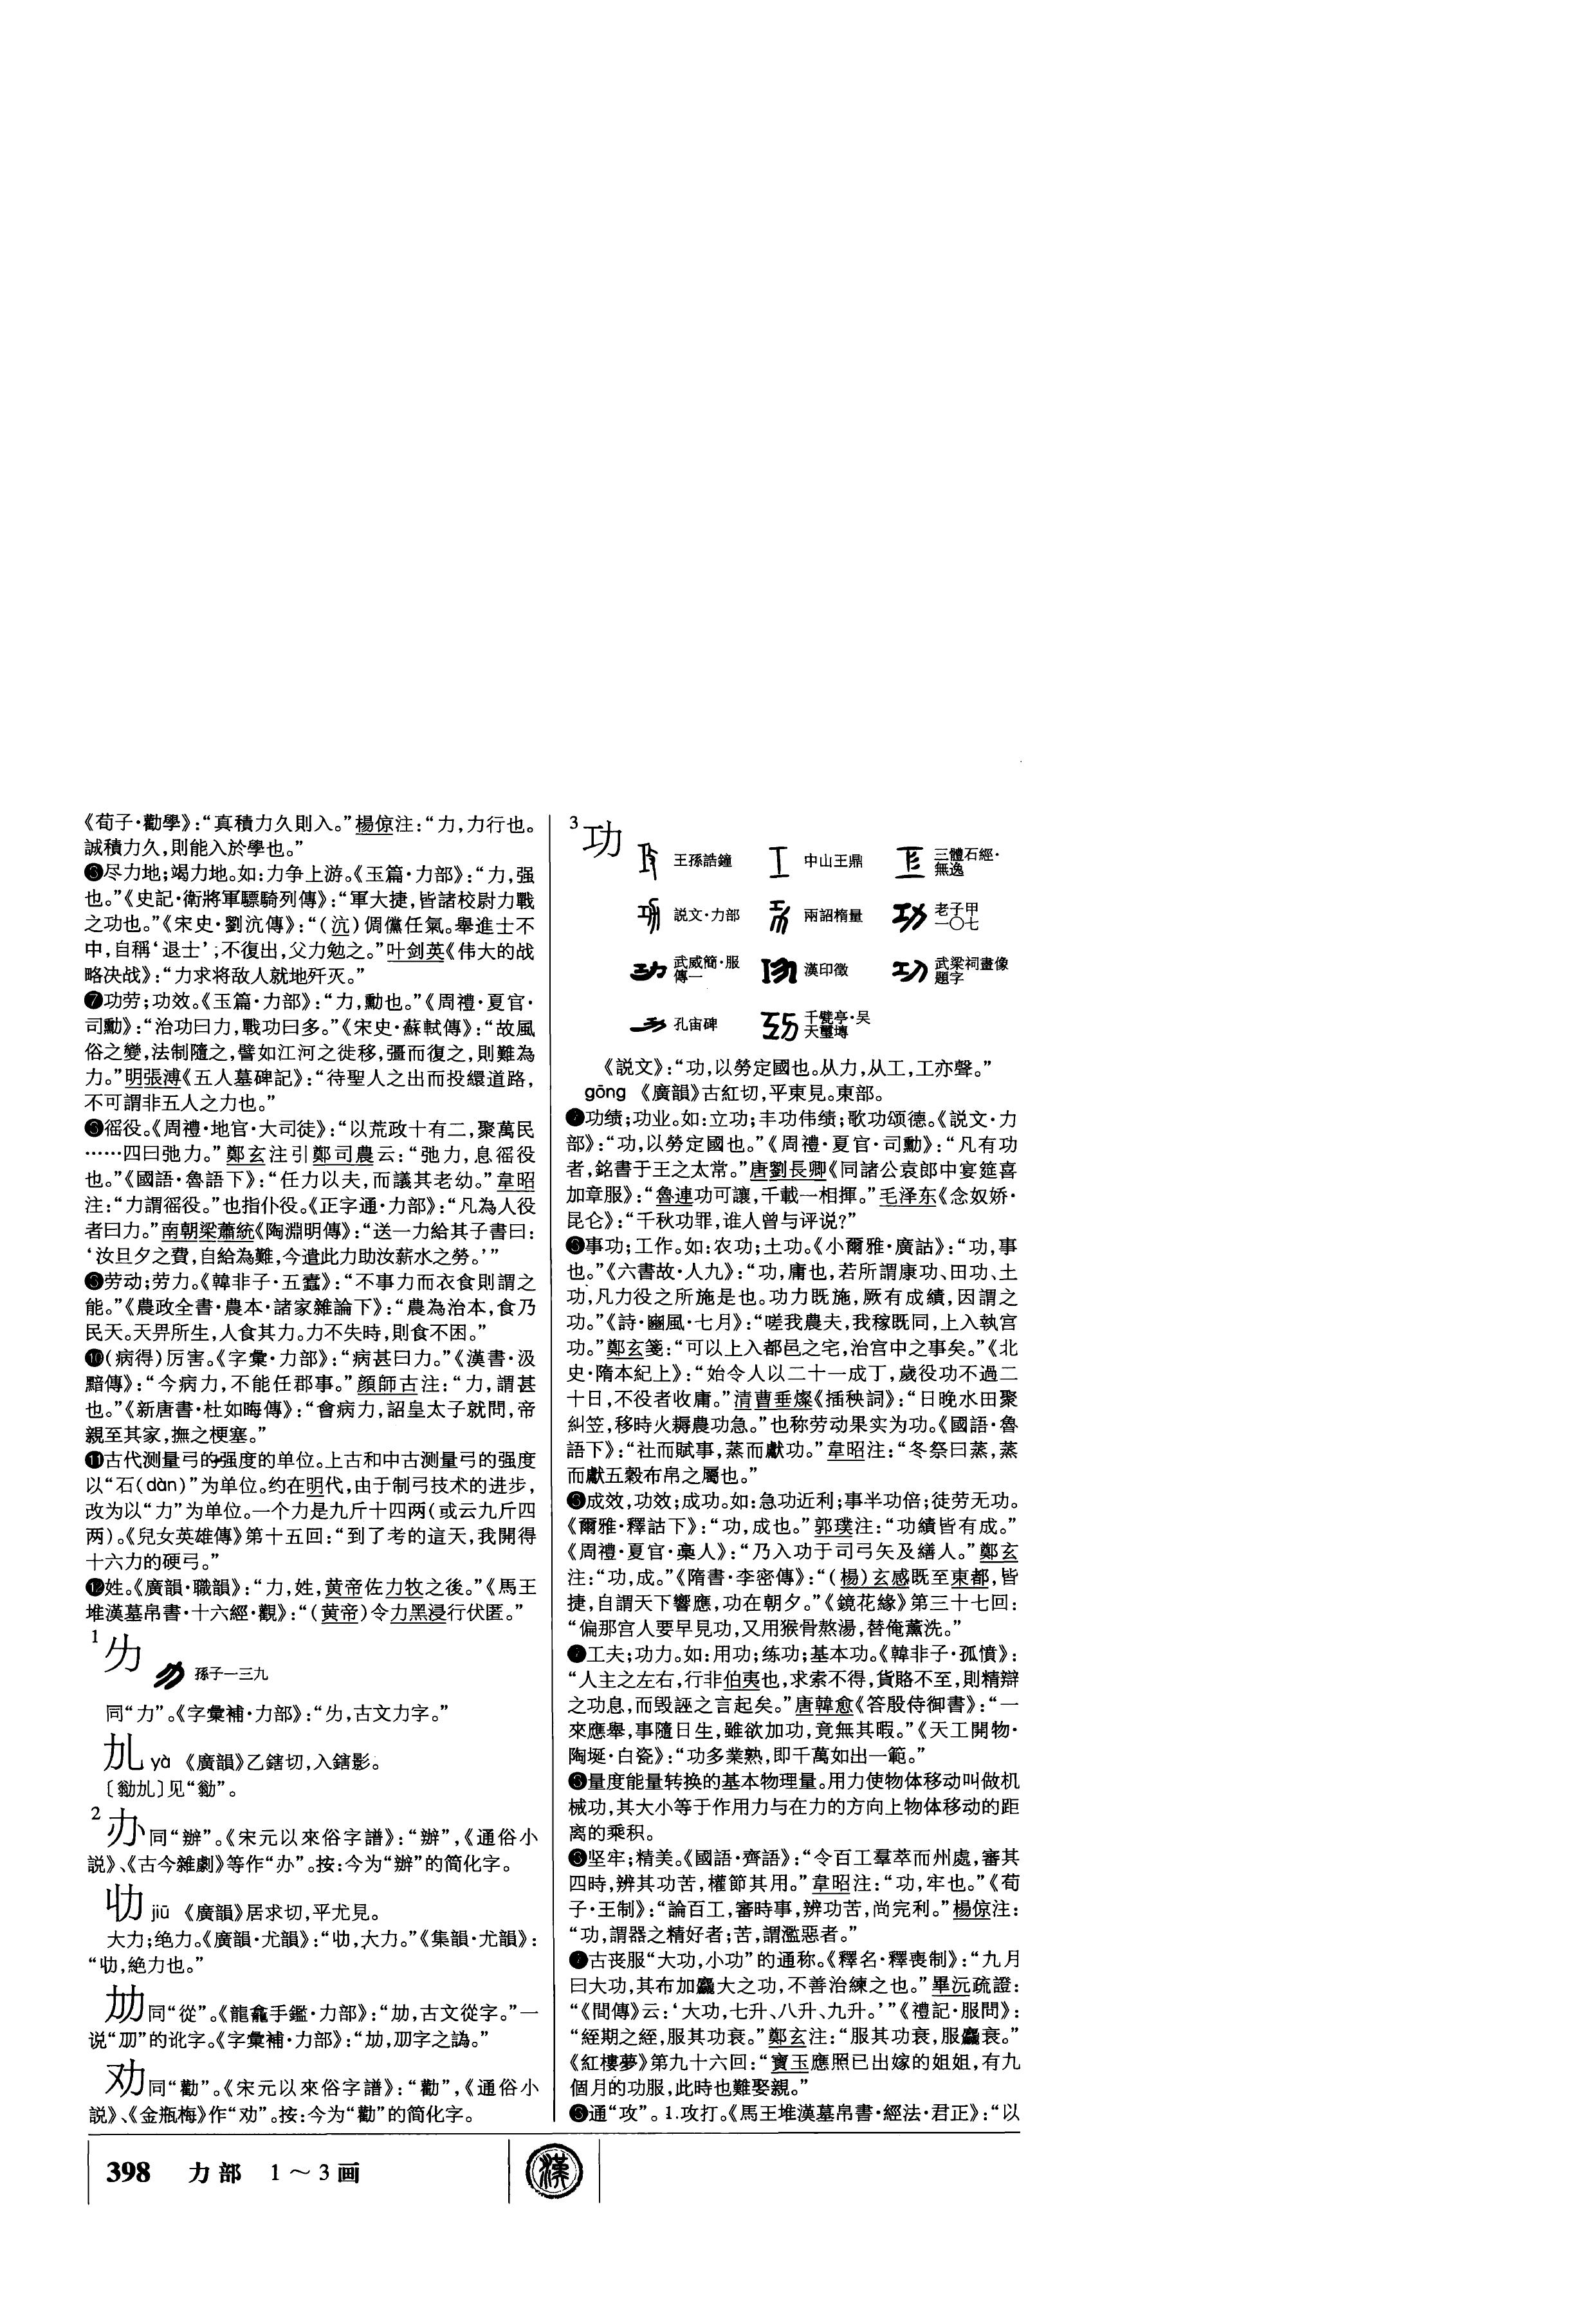 《荀子·勸學》:“真積力久則入。”楊倞注:“力,力行也。
誠積力久,則能入於學也。”
❻尽力地;竭力地。如:力争上游。《玉篇·力部》:“力,强
也。”《史記·衛將軍驃騎列傳》:“軍大捷,皆諸校尉力戰
之功也。”《宋史·劉沆傳》:“(沆)倜儻任氣。舉進士不
中,自稱‘退士’;不復出,父力勉之。”叶剑英《伟大的战
略决战》:“力求将敌人就地歼灭。”
❼功劳;功效。《玉篇·力部》:“力,勳也。”《周禮·夏官·
司勳》:“治功曰力,戰功曰多。”《宋史·蘇軾傳》:“故風
俗之變,法制隨之,譬如江河之徙移,彊而復之,則難為
力。”明張溥《五人墓碑記》:“待聖人之出而投繯道路,
不可謂非五人之力也。”
❽徭役。《周禮·地官·大司徒》:“以荒政十有二,聚萬民
……四曰弛力。”鄭玄注引鄭司農云:“弛力,息徭役
也。”《國語·魯語下》:“任力以夫,而議其老幼。”韋昭
注:“力謂徭役。”也指仆役。《正字通·力部》:“凡為人役
者曰力。”南朝梁蕭統《陶淵明傳》:“送一力給其子書曰:
‘汝旦夕之費,自給為難,今遣此力助汝薪水之勞。’”
❾劳动;劳力。《韓非子·五蠹》:“不事力而衣食則謂之
能。”《農政全書·農本·諸家雜論下》:“農為治本,食乃
民天。天畀所生,人食其力。力不失時,則食不困。”
❿(病得)厉害。《字彙·力部》:“病甚曰力。”《漢書·汲
黯傳》:“今病力,不能任郡事。”顏師古注:“力,謂甚
也。”《新唐書·杜如晦傳》:“會病力,詔皇太子就問,帝
親至其家,撫之梗塞。”
⓫古代测量弓的强度的单位。上古和中古测量弓的强度
以“石(dàn)”为单位。约在明代,由于制弓技术的进步,
改为以“力”为单位。一个力是九斤十四两(或云九斤四
两)。《兒女英雄傳》第十五回:“到了考的這天,我開得
十六力的硬弓。”
⓬姓。《廣韻·職韻》:“力,姓,黄帝佐力牧之後。”《馬王
堆漢墓帛書·十六經·觀》:“(黄帝)令力黑浸行伏匿。”
1 㔓 孫子一三九
同“力”。《字彙補·力部》:“㔓,古文力字。”
劜 yà 《廣韻》乙鎋切,入鎋影。
〔㔢劜〕见“㔢”。
2 办 同“辦”。《宋元以來俗字譜》:“辦”,《通俗小
説》、《古今雜劇》等作“办”。按:今为“辦”的简化字。
㔔 jiū 《廣韻》居求切,平尤見。
大力;绝力。《廣韻·尤韻》:“㔔,大力。”《集韻·尤韻》:
“㔔,絶力也。”
劥 同“從”。《龍龕手鑑·力部》:“,古文從字。”一
说“刕”的讹字。《字彙補·力部》:“,字之譌。”
劝 同“勸”。《宋元以來俗字譜》:“勸”,《通俗小
説》、《金瓶梅》作“劝”。按:今为“勸”的简化字。
3 功
王孫誥鐘 中山王鼎 三體石經·無逸
説文·力部 兩詔橢量 老子甲一〇七
武威簡·服傳一 漢印徵 武梁祠畫像題字
孔宙碑 千甓亭·吴天璽塼
《説文》:“功,以勞定國也。从力,从工,工亦聲。”
gōng 《廣韻》古紅切,平東見。東部。
❶功绩;功业。如:立功;丰功伟绩;歌功颂德。《説文·力
部》:“功,以勞定國也。”《周禮·夏官·司勳》:“凡有功
者,銘書于王之太常。”唐劉長卿《同諸公袁郎中宴筵喜
加章服》:“魯連功可讓,千載一相揮。”毛泽东《念奴娇·
昆仑》:“千秋功罪,谁人曾与评说?”
❷事功;工作。如:农功;土功。《小爾雅·廣詁》:“功,事
也。”《六書故·人九》:“功,庸也,若所謂康功、田功、土
功,凡力役之所施是也。功力既施,厥有成績,因謂之
功。”《詩·豳風·七月》:“嗟我農夫,我稼既同,上入執宫
功。”鄭玄箋:“可以上入都邑之宅,治宫中之事矣。”《北
史·隋本紀上》:“始令人以二十一成丁,歲役功不過二
十日,不役者收庸。”清曹垂燦《插秧詞》:“日晚水田聚
糾笠,移時火耨農功急。”也称劳动果实为功。《國語·魯
語下》:“社而賦事,蒸而獻功。”韋昭注:“冬祭曰蒸,蒸
而獻五穀布帛之屬也。”
❸成效,功效;成功。如:急功近利;事半功倍;徒劳无功。
《爾雅·釋詁下》:“功,成也。”郭璞注:“功績皆有成。”
《周禮·夏官·稾人》:“乃入功于司弓矢及繕人。”鄭玄
注:“功,成。”《隋書·李密傳》:“(楊)玄感既至東都,皆
捷,自謂天下響應,功在朝夕。”《鏡花緣》第三十七回:
“偏那宫人要早見功,又用猴骨熬湯,替俺薰洗。”
❹工夫;功力。如:用功;练功;基本功。《韓非子·孤憤》:
“人主之左右,行非伯夷也,求索不得,貨賂不至,則精辯
之功息,而毁誣之言起矣。”唐韓愈《答殷侍御書》:“一
來應舉,事隨日生,雖欲加功,竟無其暇。”《天工開物·
陶埏·白瓷》:“功多業熟,即千萬如出一範。”
❺量度能量转换的基本物理量。用力使物体移动叫做机
械功,其大小等于作用力与在力的方向上物体移动的距
离的乘积。
❻坚牢;精美。《國語·齊語》:“令百工羣萃而州處,審其
四時,辨其功苦,權節其用。”韋昭注:“功,牢也。”《荀
子·王制》:“論百工,審時事,辨功苦,尚完利。”楊倞注:
“功,謂器之精好者;苦,謂濫惡者。”
❼古丧服“大功,小功”的通称。《釋名·釋喪制》:“九月
曰大功,其布加麤大之功,不善治練之也。”畢沅疏證:
“《間傳》云:‘大功,七升、八升、九升。’”《禮記·服問》:
“絰期之絰,服其功衰。”鄭玄注:“服其功衰,服麤衰。”
《紅樓夢》第九十六回:“寶玉應照已出嫁的姐姐,有九
個月的功服,此時也難娶親。”
❽通“攻”。1.攻打。《馬王堆漢墓帛書·經法·君正》:“以
398 力部 1～3画
漢